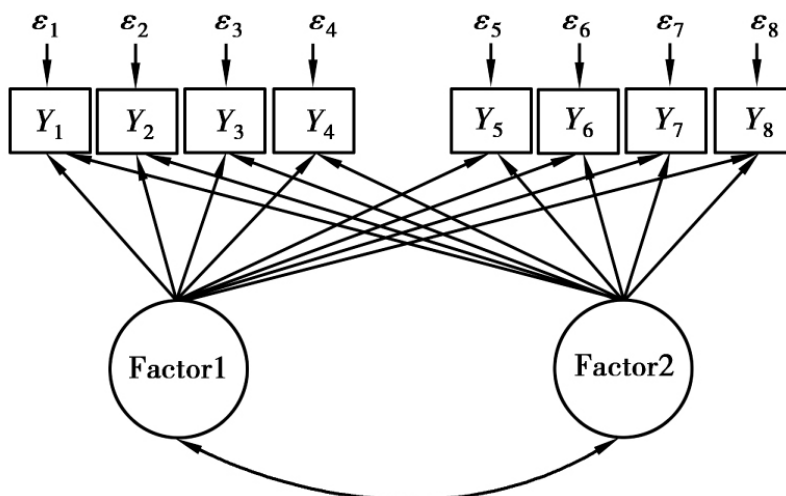 ε₁ ε₂ ε₃ ε₄ ε₅ ε₆ ε₇ ε₈
Y₁ Y₂ Y₃ Y₄ Y₅ Y₆ Y₇ Y₈
Factor1 Factor2